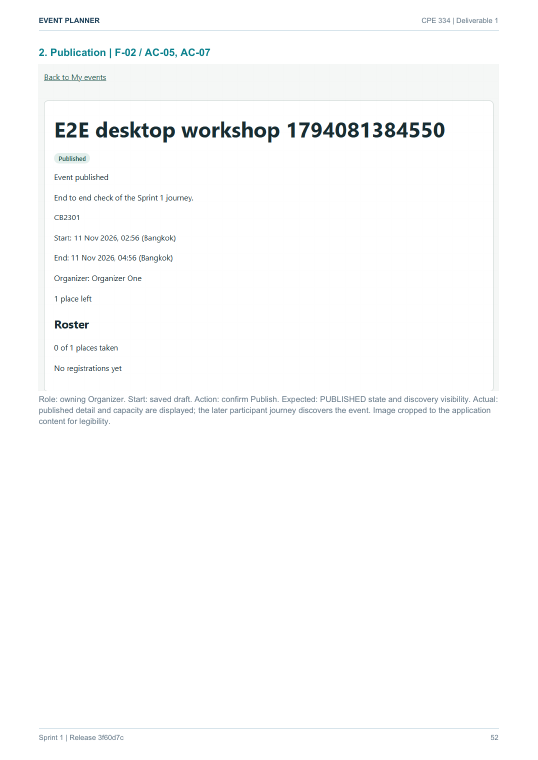 EVENT PLANNER
CPE 334 | Deliverable 1
2. Publication | F-02 / AC-05, AC-07
Back to My events
E2E desktop workshop 1794081384550
Published
Event published
End to end check of the Sprint 1 journey.
CB2301
Start: 11 Nov 2026, 02:56 (Bangkok)
End: 11 Nov 2026, 04:56 (Bangkok)
Organizer: Organizer One
1 place left
Roster
0 of 1 places taken
No registrations yet
Role: owning Organizer. Start: saved draft. Action: confirm Publish. Expected: PUBLISHED state and discovery visibility. Actual:
published detail and capacity are displayed; the later participant journey discovers the event. Image cropped to the application
content for legibility.
Sprint 1 | Release 3f60d7c
52